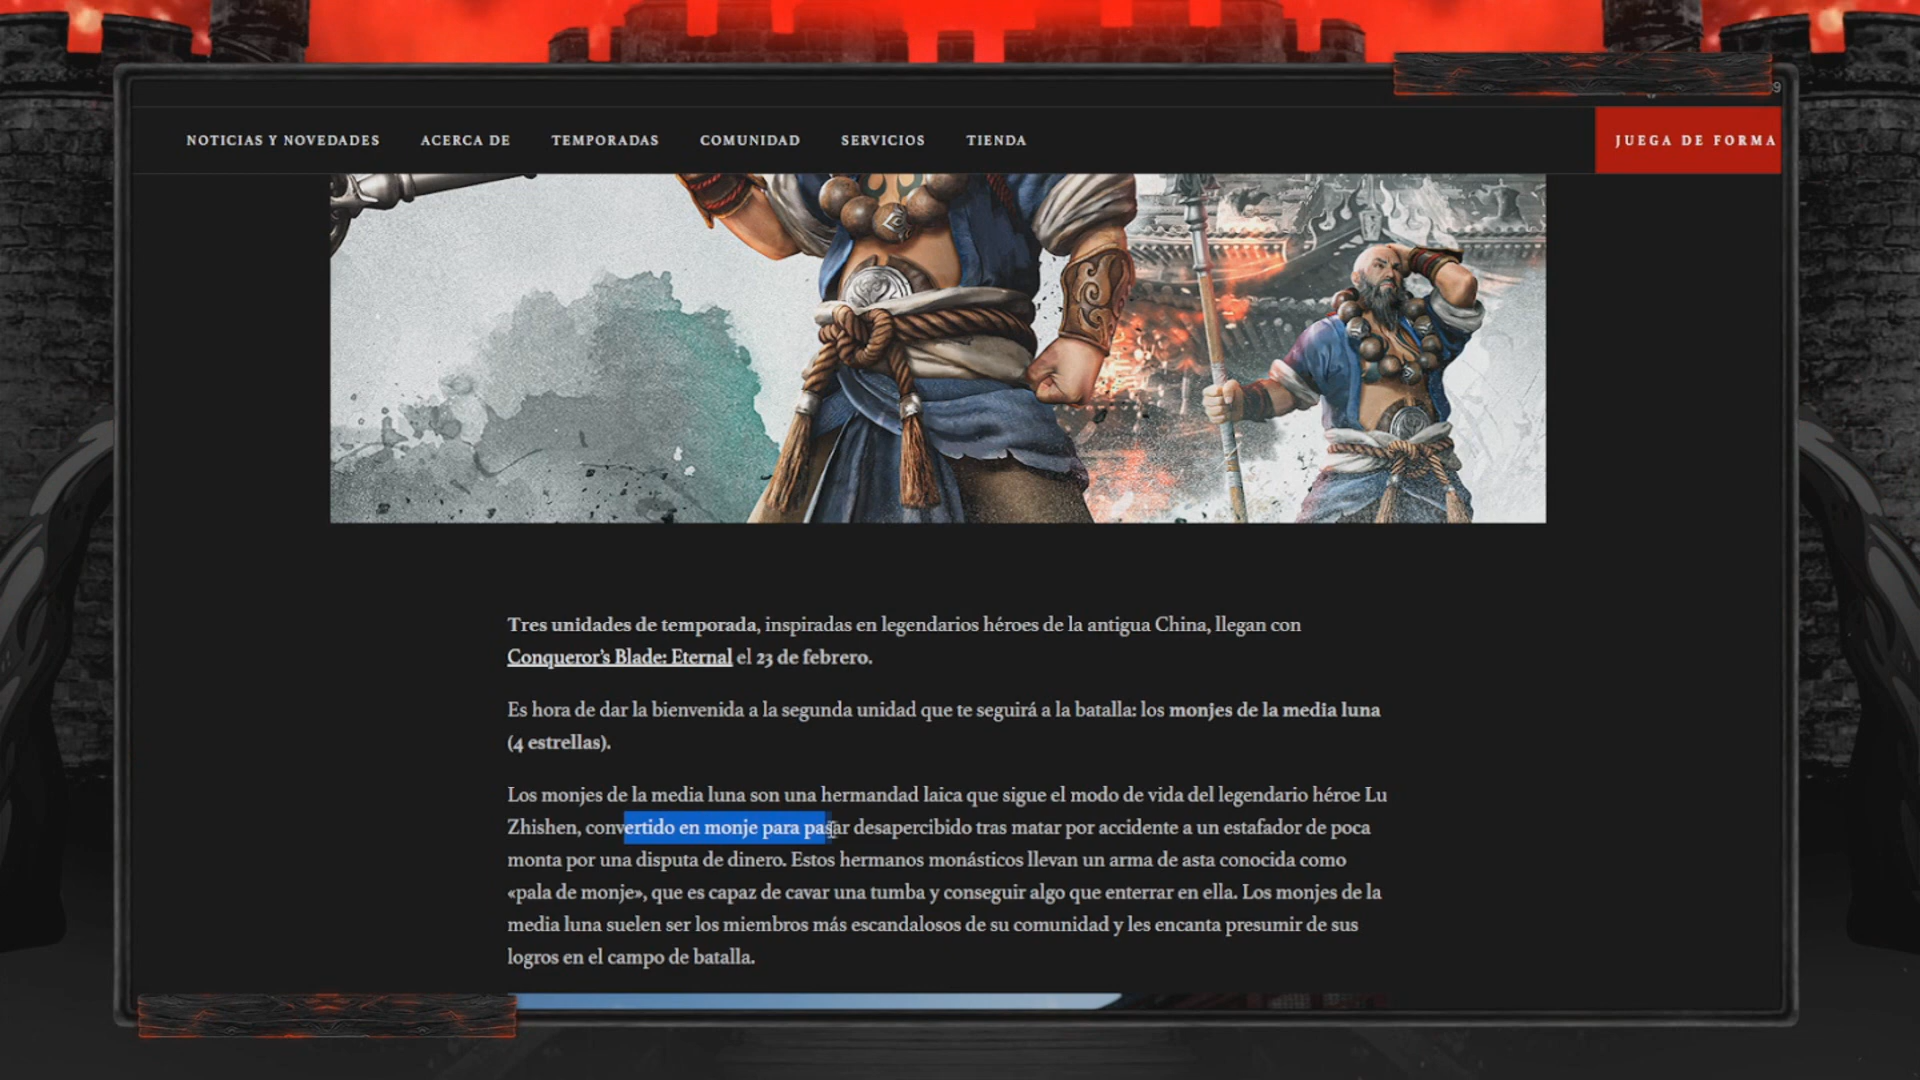 NOTICIAS Y NOVEDADES ACERCA DE TEMPORADAS COMUNIDAD SERVICIOS TIENDA JUEGA DE FORMA
Tres unidades de temporada, inspiradas en legendarios héroes de la antigua China, llegan con
Conqueror's Blade: Eternal el 23 de febrero.
Es hora de dar la bienvenida a la segunda unidad que te seguirá a la batalla: los monjes de la media luna
(4 estrellas).
Los monjes de la media luna son una hermandad laica que sigue el modo de vida del legendario héroe Lu
Zhishen, convertido en monje para pasar desapercibido tras matar por accidente a un estafador de poca
monta por una disputa de dinero. Estos hermanos monásticos llevan un arma de asta conocida como
«pala de monje», que es capaz de cavar una tumba y conseguir algo que enterrar en ella. Los monjes de la
media luna suelen ser los miembros más escandalosos de su comunidad y les encanta presumir de sus
logros en el campo de batalla.